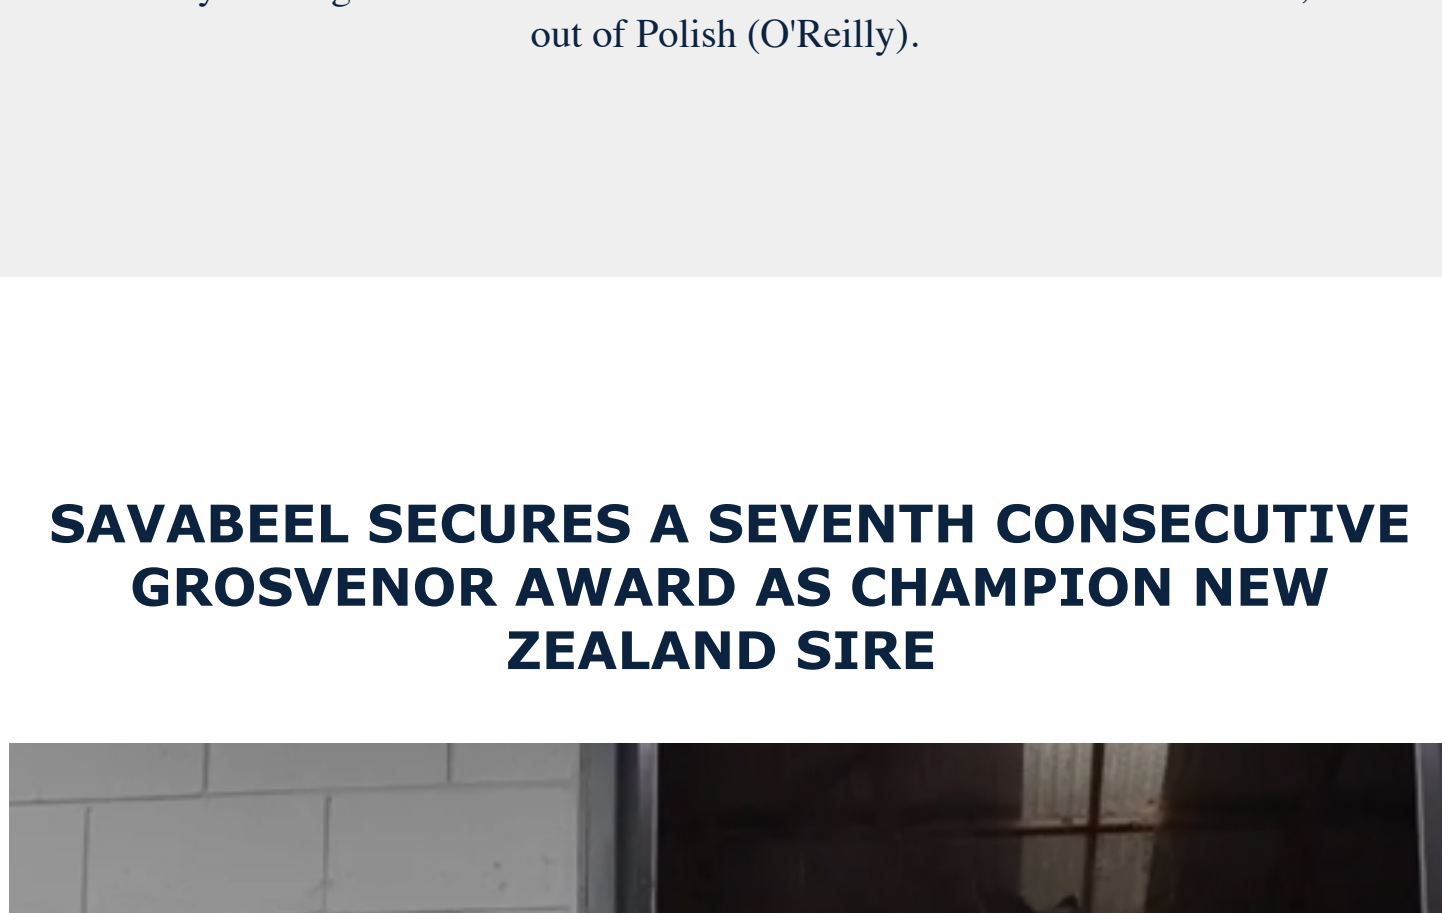 out of Polish (O'Reilly).
SAVABEEL SECURES A SEVENTH CONSECUTIVE
GROSVENOR AWARD AS CHAMPION NEW
ZEALAND SIRE